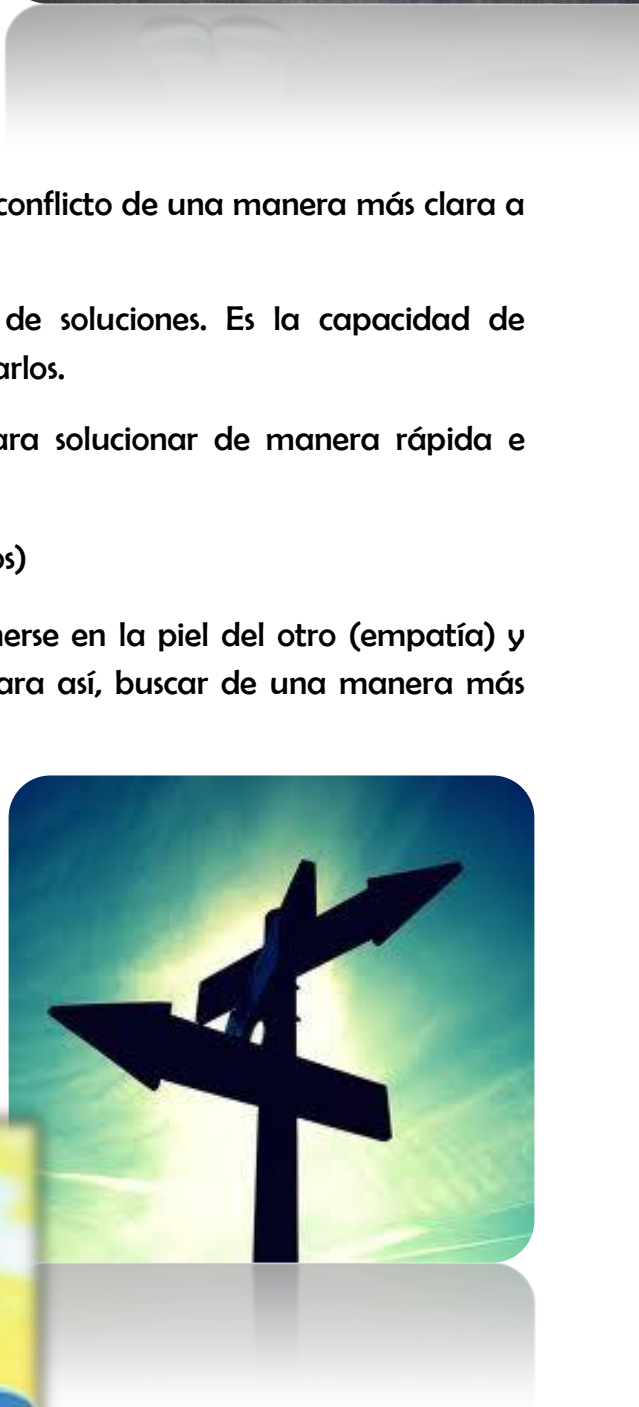 conflicto de una manera más clara a
de soluciones. Es la capacidad de
arlos.
ara solucionar de manera rápida e
os)
nerse en la piel del otro (empatía) y
ara así, buscar de una manera más